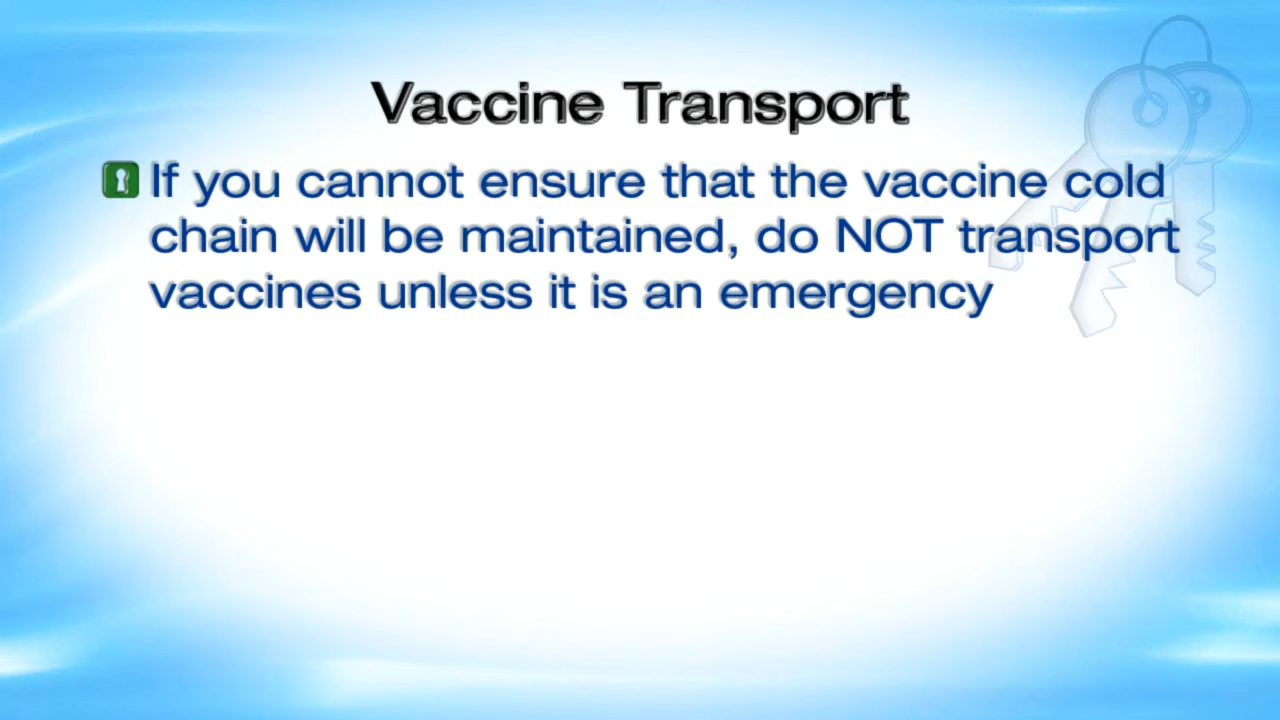 Vaccine Transport
If you cannot ensure that the vaccine cold
chain will be maintained, do NOT transport
vaccines unless it is an emergency